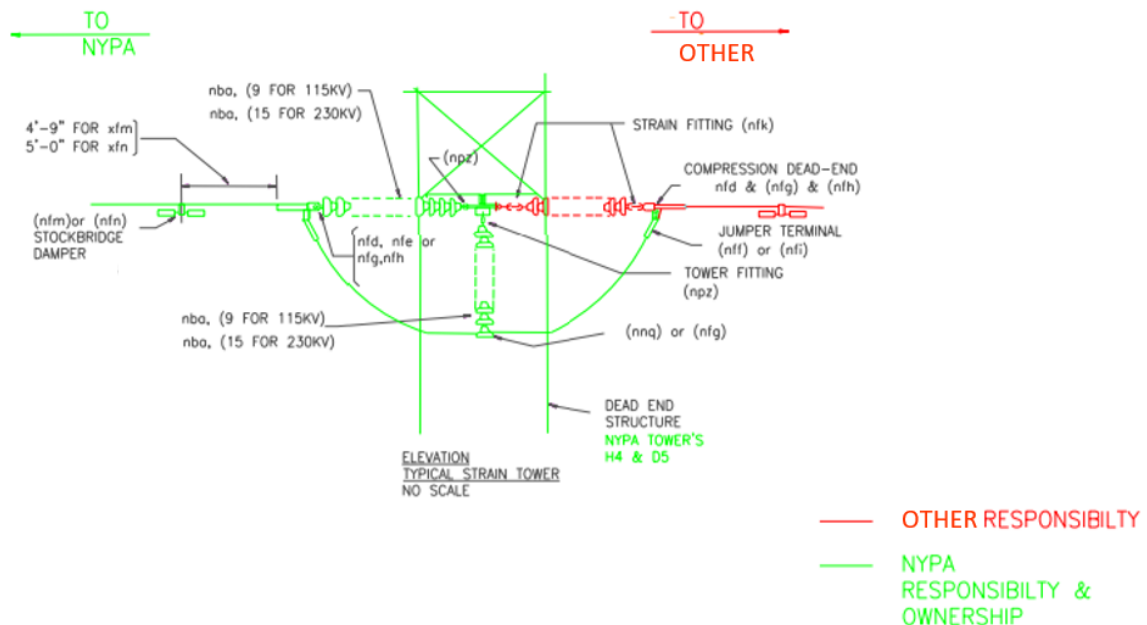 TO
NYPA
TO
OTHER
nba, (9 FOR 115KV)
nba, (15 FOR 230KV)
4'-9" FOR xfm
5'-0" FOR xfn
STRAIN FITTING (nfk)
(npz)
COMPRESSION DEAD-END
nfd & (nfg) & (nfh)
(nfm)or (nfn)
STOCKBRIDGE
DAMPER
nfd, nfe or
nfg,nfh
JUMPER TERMINAL
(nff) or (nfi)
TOWER FITTING
(npz)
nba, (9 FOR 115KV)
nba, (15 FOR 230KV)
(nnq) or (nfg)
DEAD END
STRUCTURE
NYPA TOWER'S
H4 & D5
ELEVATION
TYPICAL STRAIN TOWER
NO SCALE
OTHER RESPONSIBILTY
NYPA
RESPONSIBILTY &
OWNERSHIP